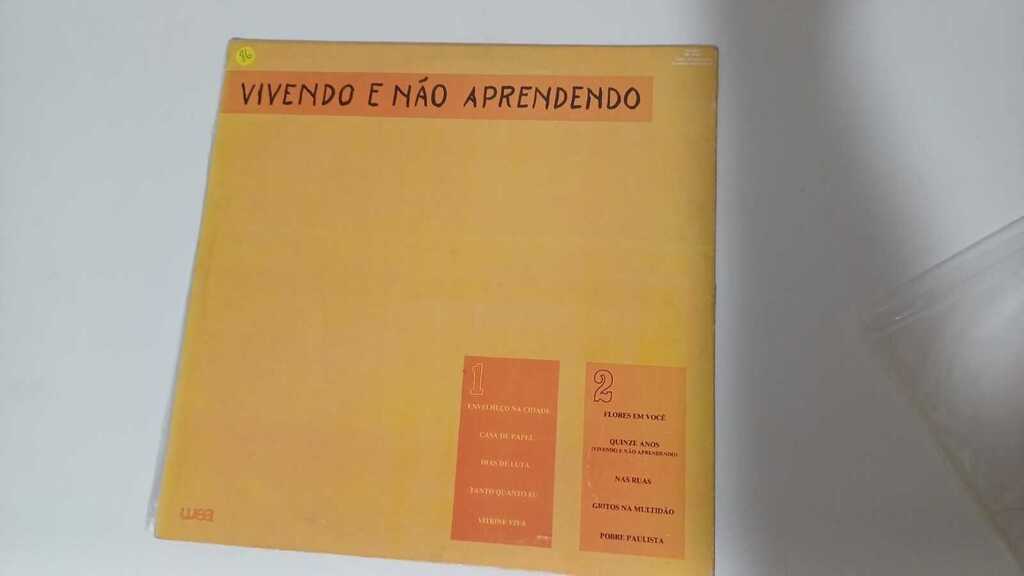 96
VIVENDO E NÃO APRENDENDO
1
ENVELHEÇO NA CIDADE
CASA DE PAPEL
DIAS DE LUTA
TANTO QUANTO EU
VITRINE VIVA
2
FLORES EM VOCÊ
QUINZE ANOS
(VIVENDO E NÃO APRENDENDO)
NAS RUAS
GRITOS NA MULTIDÃO
POBRE PAULISTA
wea